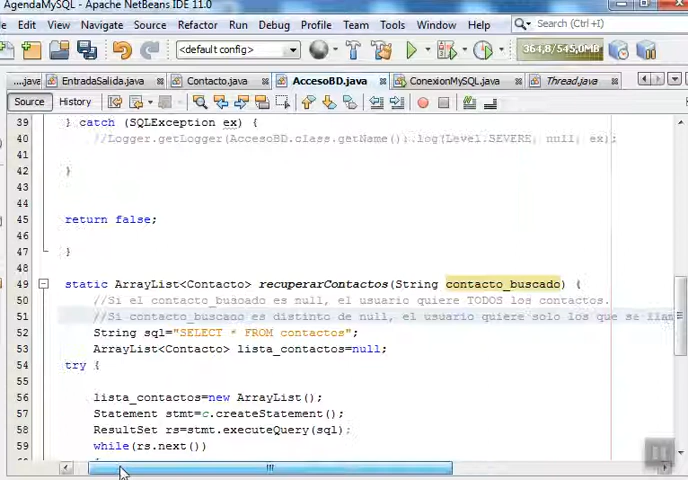 AgendaMySQL - Apache NetBeans IDE 11.0
Edit View Navigate Source Refactor Run Debug Profile Team Tools Window Help
Search (Ctrl+I)
<default config>
364,8/545,0MB
...java EntradaSalida.java Contacto.java AccesoBD.java ConexionMySQL.java Thread.java
Source History
39 } catch (SQLException ex) {
40 //Logger.getLogger(AccesoBD.class.getName()).log(Level.SEVERE, null, ex);
41
42 }
43
44
45 return false;
46
47 }
48
49 static ArrayList<Contacto> recuperarContactos(String contacto_buscado) {
50 //Si el contacto_buscado es null, el usuario quiere TODOS los contactos.
51 //Si contacto_buscado es distinto de null, el usuario quiere solo los que se
52 String sql="SELECT * FROM contactos";
53 ArrayList<Contacto> lista_contactos=null;
54 try {
55
56 lista_contactos=new ArrayList();
57 Statement stmt=c.createStatement();
58 ResultSet rs=stmt.executeQuery(sql);
59 while(rs.next())